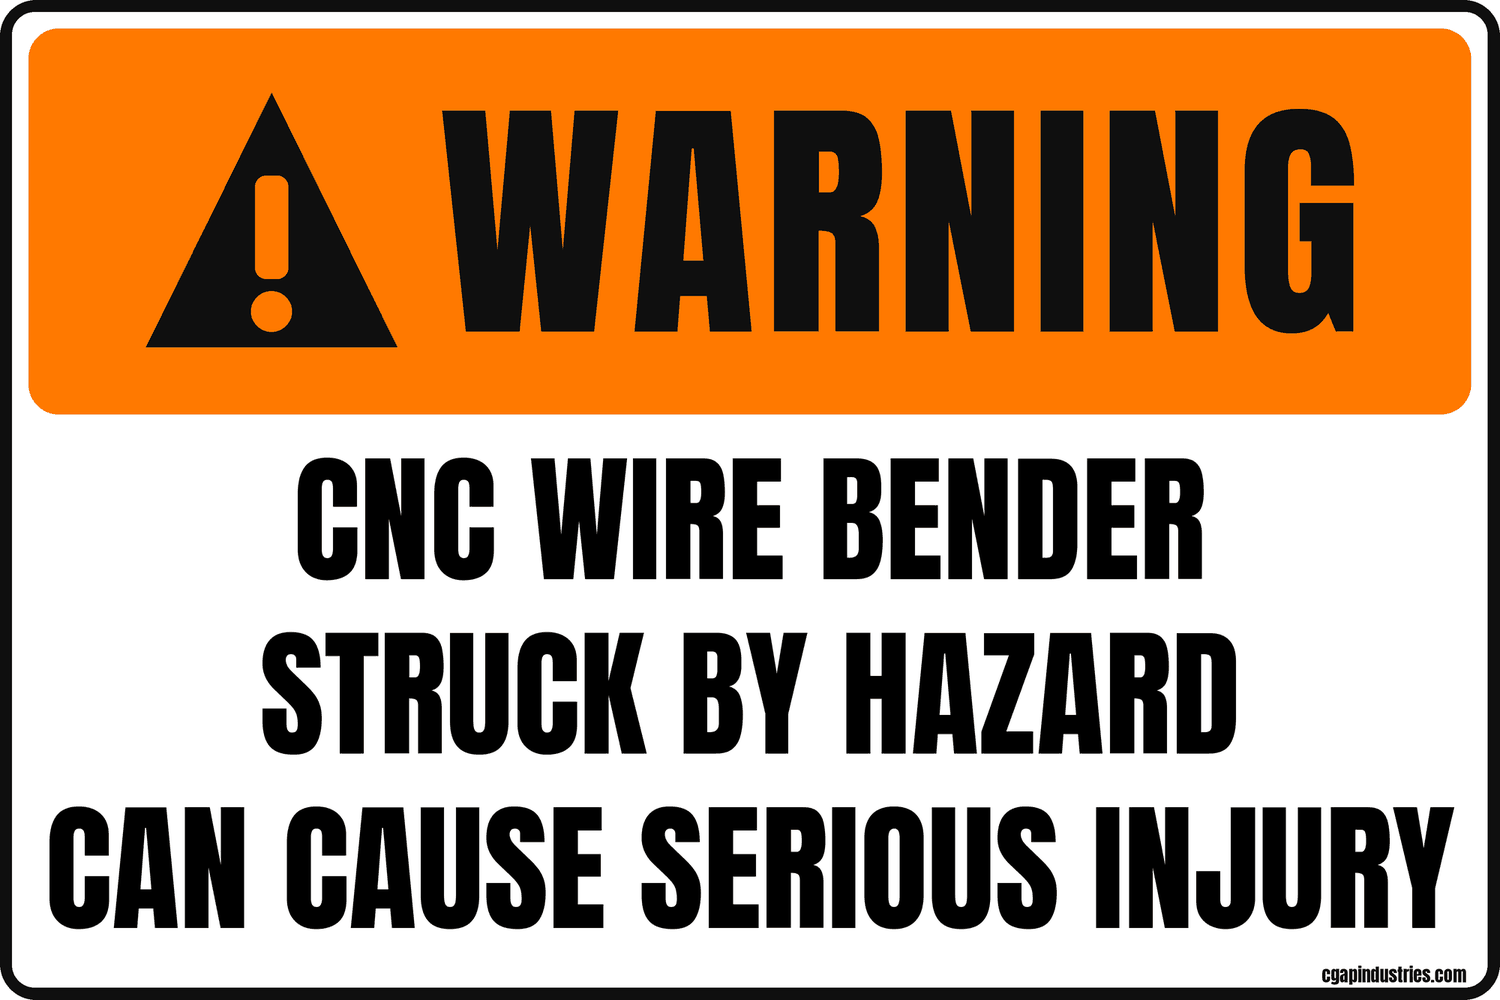 WARNING
CNC WIRE BENDER
STRUCK BY HAZARD
CAN CAUSE SERIOUS INJURY
cgapindustries.com